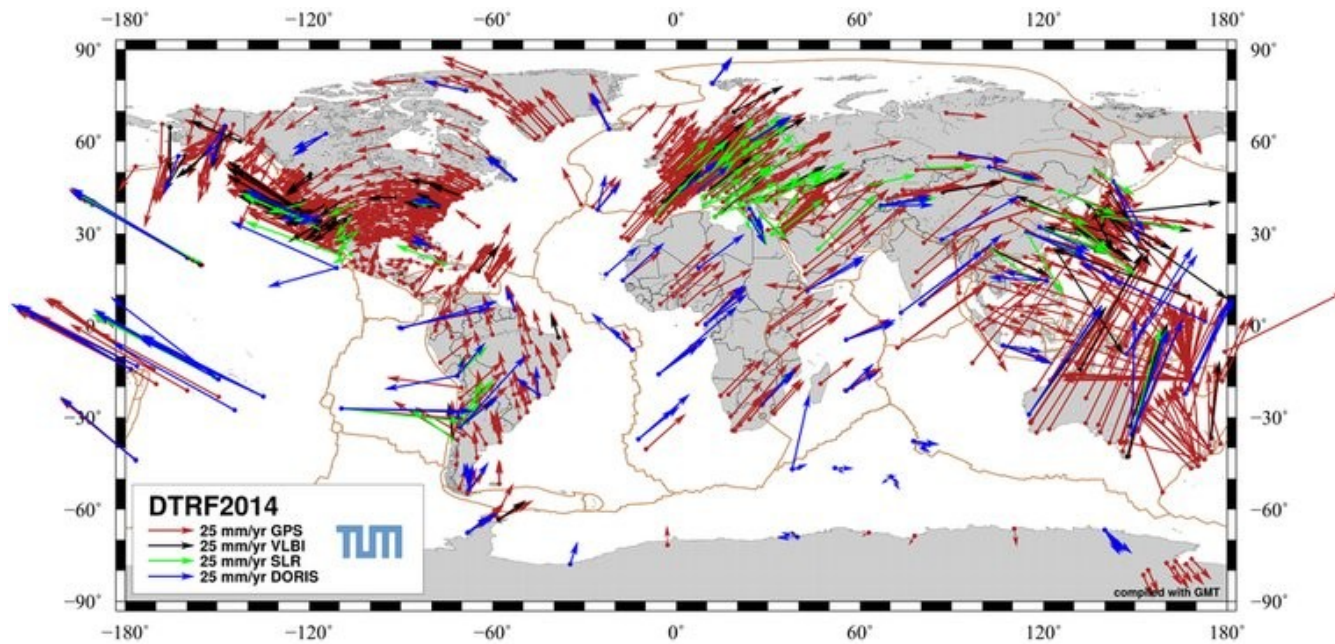 −180˚ −120˚ −60˚ 0˚ 60˚ 120˚ 180˚
90˚ 90˚
60˚ 60˚
30˚ 30˚
0˚ 0˚
−30˚ −30˚
−60˚ −60˚
−90˚ −90˚
DTRF2014
25 mm/yr GPS
25 mm/yr VLBI
25 mm/yr SLR
25 mm/yr DORIS
TUM
compiled with GMT
−180˚ −120˚ −60˚ 0˚ 60˚ 120˚ 180˚